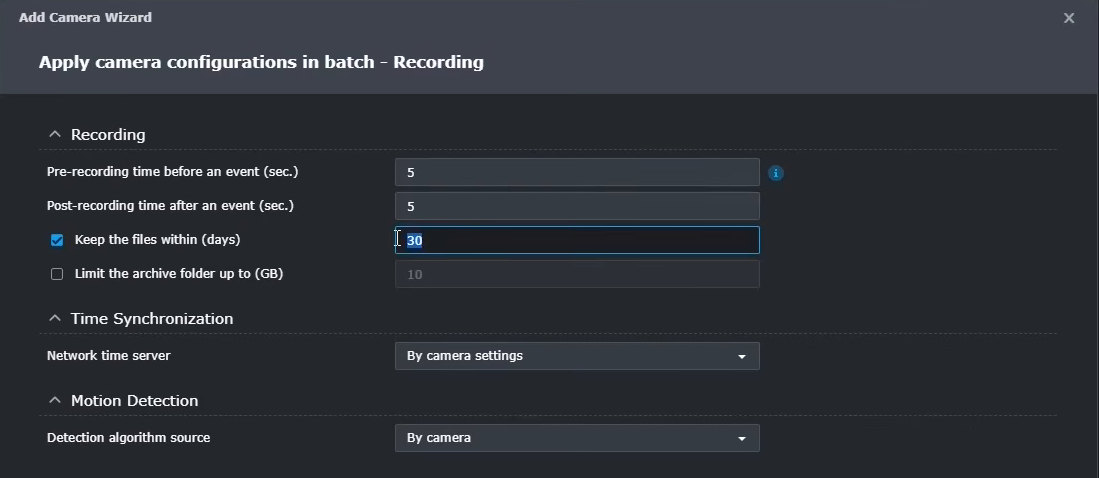 Add Camera Wizard
Apply camera configurations in batch - Recording
Recording
Pre-recording time before an event (sec.) 5
Post-recording time after an event (sec.) 5
Keep the files within (days) 30
Limit the archive folder up to (GB) 10
Time Synchronization
Network time server By camera settings
Motion Detection
Detection algorithm source By camera